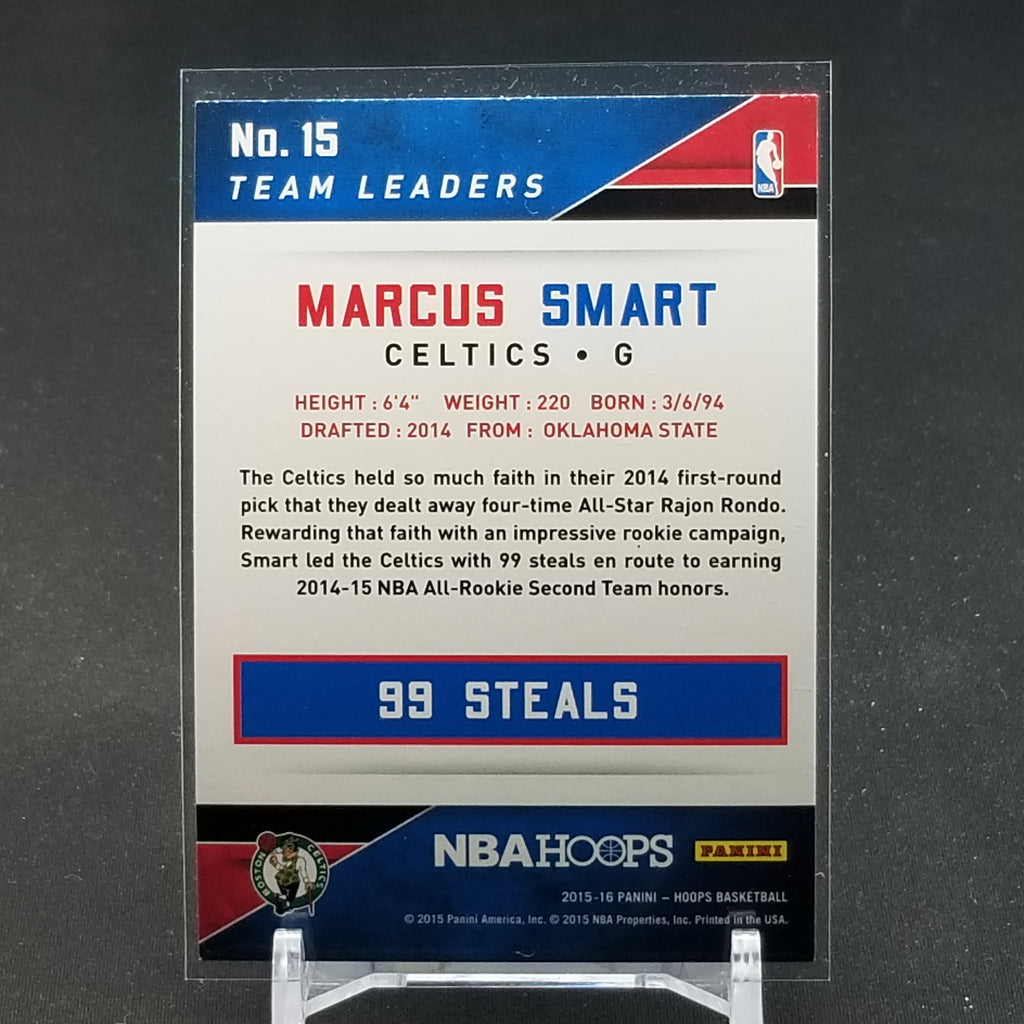 No. 15
TEAM LEADERS
NBA
MARCUS SMART
CELTICS • G
HEIGHT : 6'4" WEIGHT : 220 BORN : 3/6/94
DRAFTED : 2014 FROM : OKLAHOMA STATE
The Celtics held so much faith in their 2014 first-round
pick that they dealt away four-time All-Star Rajon Rondo.
Rewarding that faith with an impressive rookie campaign,
Smart led the Celtics with 99 steals en route to earning
2014-15 NBA All-Rookie Second Team honors.
99 STEALS
BOSTON CELTICS
NBA HOOPS PANINI
2015-16 PANINI – HOOPS BASKETBALL
© 2015 Panini America, Inc. © 2015 NBA Properties, Inc. Printed in the USA.